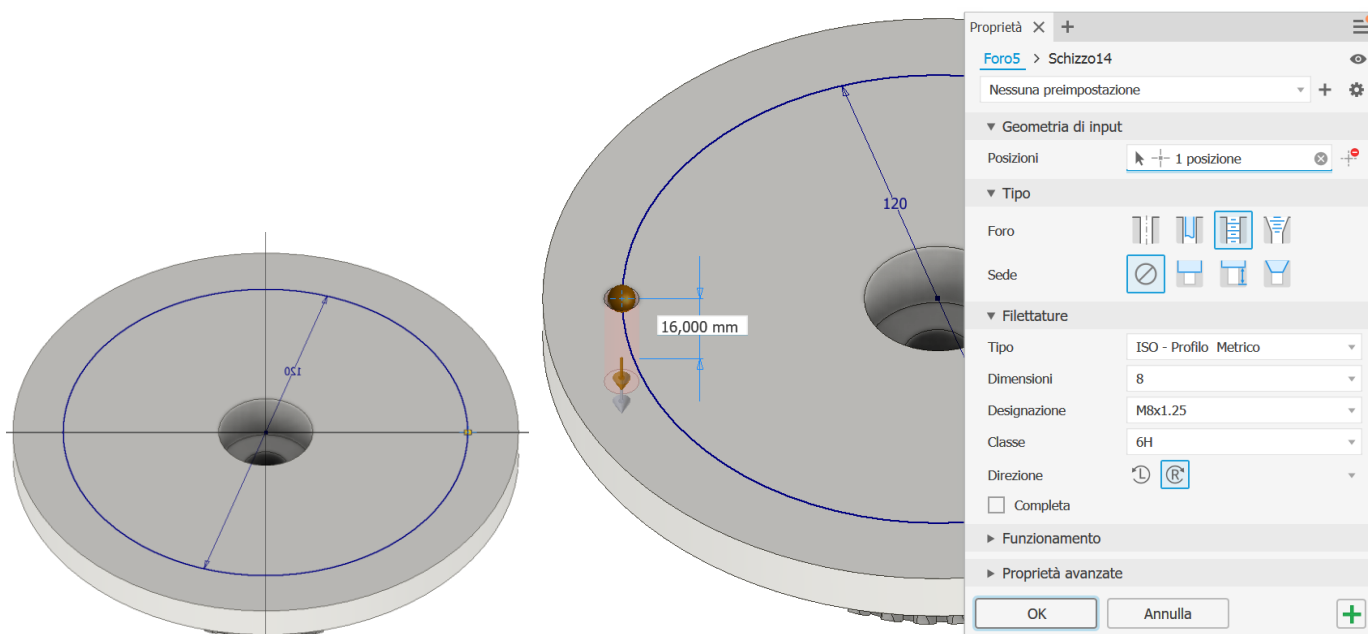 120
120
16,000 mm
Proprietà
Foro5 > Schizzo14
Nessuna preimpostazione
Geometria di input
Posizioni 1 posizione
Tipo
Foro
Sede
Filettature
Tipo ISO - Profilo Metrico
Dimensioni 8
Designazione M8x1.25
Classe 6H
Direzione L R
Completa
Funzionamento
Proprietà avanzate
OK Annulla